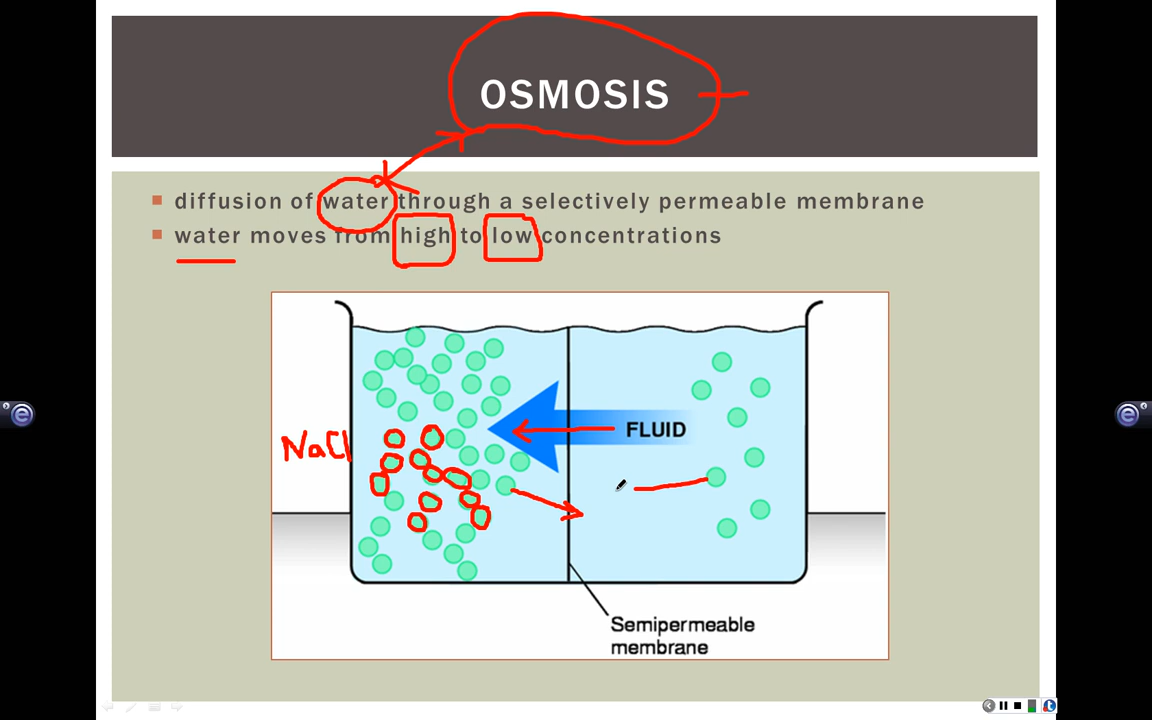 OSMOSIS
diffusion of water through a selectively permeable membrane
water moves from high to low concentrations
NaCl
FLUID
Semipermeable
membrane